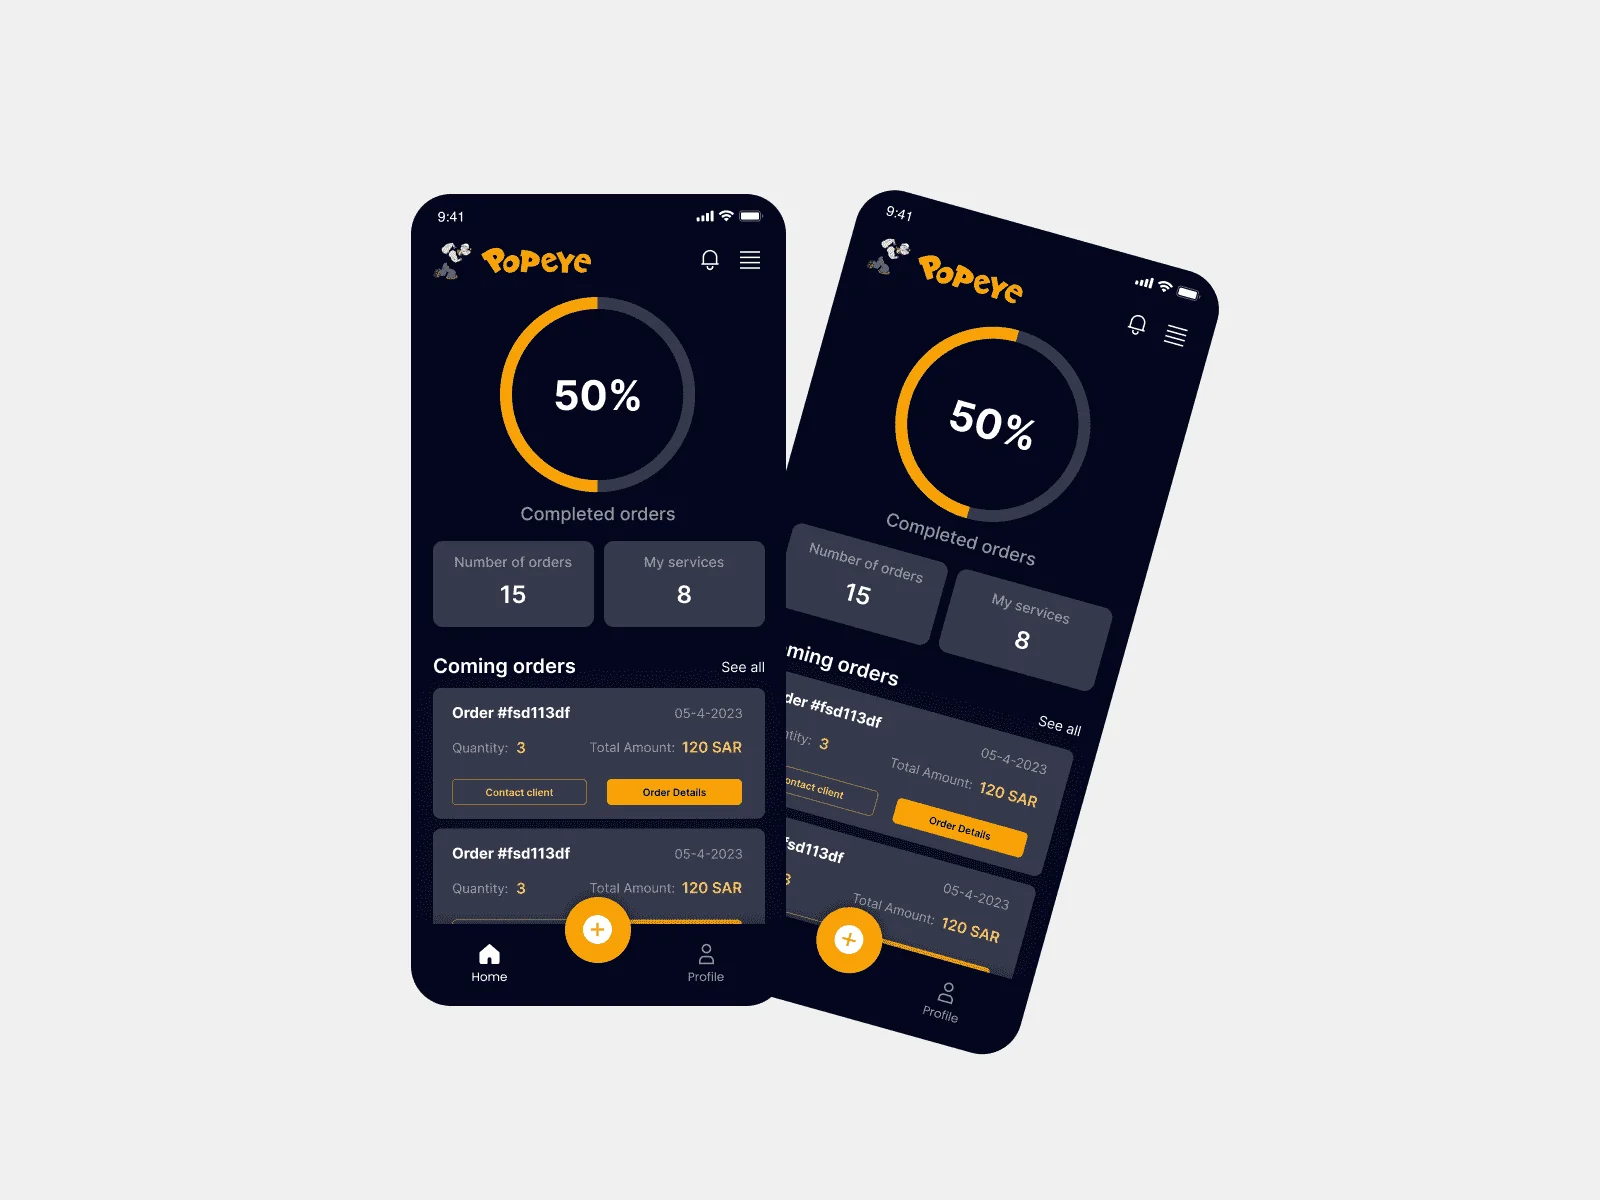 9:41
POPEYE
50%
Completed orders
Number of orders
15
My services
8
Coming orders
See all
Order #fsd113df
05-4-2023
Quantity: 3
Total Amount: 120 SAR
Contact client
Order Details
Order #fsd113df
05-4-2023
Quantity: 3
Total Amount: 120 SAR
Home
Profile
9:41
POPEYE
50%
Completed orders
Number of orders
15
My services
8
ming orders
See all
der #fsd113df
05-4-2023
ntity: 3
Total Amount: 120 SAR
ontact client
Order Details
fsd113df
05-4-2023
3
Total Amount: 120 SAR
Profile